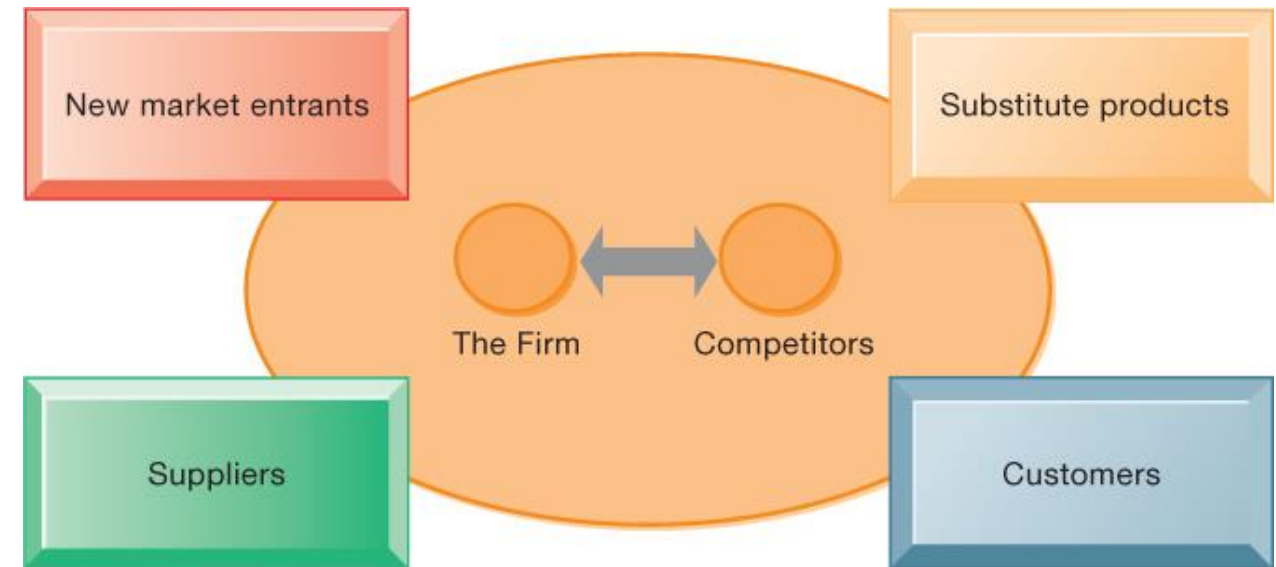 New market entrants
Substitute products
The Firm
Competitors
Suppliers
Customers